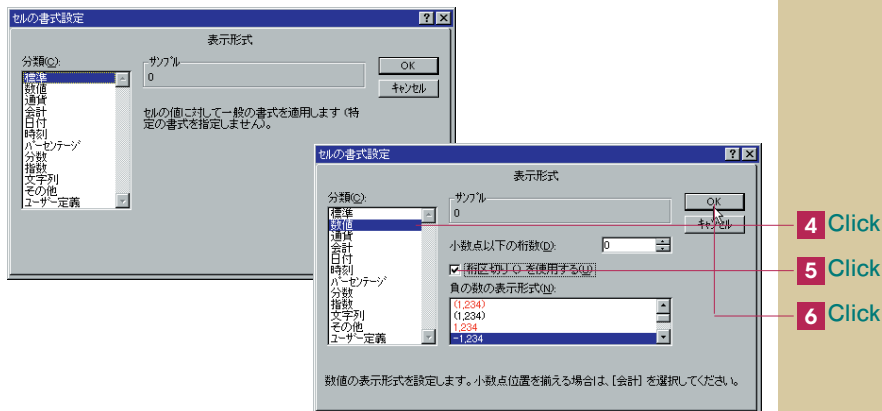 セルの書式設定
表示形式
分類(C):
標準
数値
通貨
会計
日付
時刻
パーセンテージ
分数
指数
文字列
その他
ユーザー定義
サンプル
0
OK
キャンセル
セルの値に対して一般の書式を適用します (特
定の書式を指定しません)。
セルの書式設定
表示形式
分類(C):
標準
数値
通貨
会計
日付
時刻
パーセンテージ
分数
指数
文字列
その他
ユーザー定義
サンプル
0
OK
キャンセル
小数点以下の桁数(D): 0
桁区切り (,) を使用する(U)
負の数の表示形式(N):
(1,234)
(1,234)
1,234
-1,234
数値の表示形式を設定します。小数点位置を揃える場合は、[会計] を選択してください。
4 Click
5 Click
6 Click